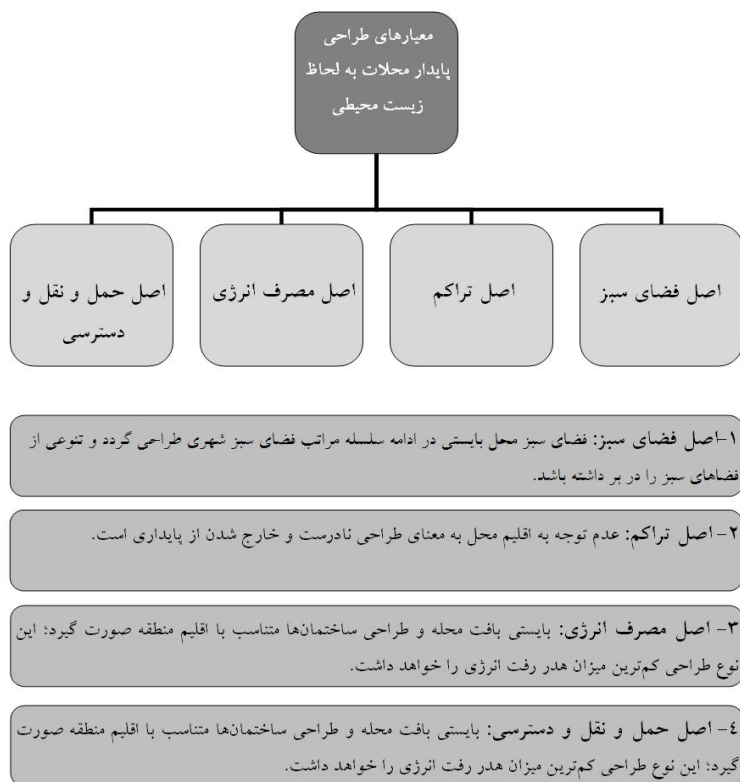 معیارهای طراحی
پایدار محلات به لحاظ
زیست محیطی
اصل فضای سبز
اصل تراکم
اصل مصرف انرژی
اصل حمل و نقل و
دسترسی
۱-اصل فضای سبز: فضای سبز محل بایستی در ادامه سلسله مراتب فضای سبز شهری طراحی گردد و تنوعی از
فضاهای سبز را در بر داشته باشد.
۲- اصل تراکم: عدم توجه به اقلیم محل به معنای طراحی نادرست و خارج شدن از پایداری است.
۳- اصل مصرف انرژی: بایستی بافت محله و طراحی ساختمان‌ها متناسب با اقلیم منطقه صورت گیرد؛ این
نوع طراحی کم‌ترین میزان هدر رفت انرژی را خواهد داشت.
٤- اصل حمل و نقل و دسترسی: بایستی بافت محله و طراحی ساختمان‌ها متناسب با اقلیم منطقه صورت
گیرد؛ این نوع طراحی کم‌ترین میزان هدر رفت انرژی را خواهد داشت.